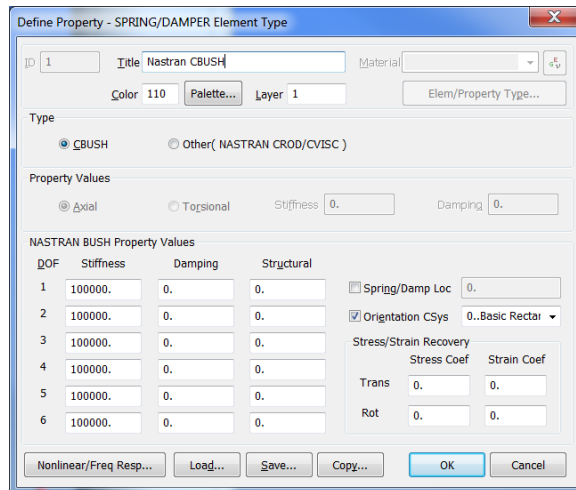 Define Property - SPRING/DAMPER Element Type
ID 1 Title Nastran CBUSH Material
Color 110 Palette... Layer 1 Elem/Property Type...
Type
CBUSH Other( NASTRAN CROD/CVISC )
Property Values
Axial Torsional Stiffness 0. Damping 0.
NASTRAN BUSH Property Values
DOF Stiffness Damping Structural
1 100000. 0. 0. Spring/Damp Loc 0.
2 100000. 0. 0. Orientation CSys 0..Basic Rectar
3 100000. 0. 0. Stress/Strain Recovery
Stress Coef Strain Coef
4 100000. 0. 0. Trans 0. 0.
5 100000. 0. 0. Rot 0. 0.
6 100000. 0. 0.
Nonlinear/Freq Resp... Load... Save... Copy... OK Cancel